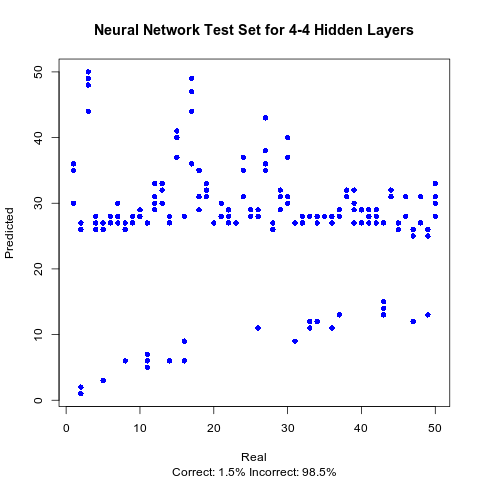 Neural Network Test Set for 4-4 Hidden Layers
50
40
30
20
10
0
Predicted
0 10 20 30 40 50
Real
Correct: 1.5% Incorrect: 98.5%